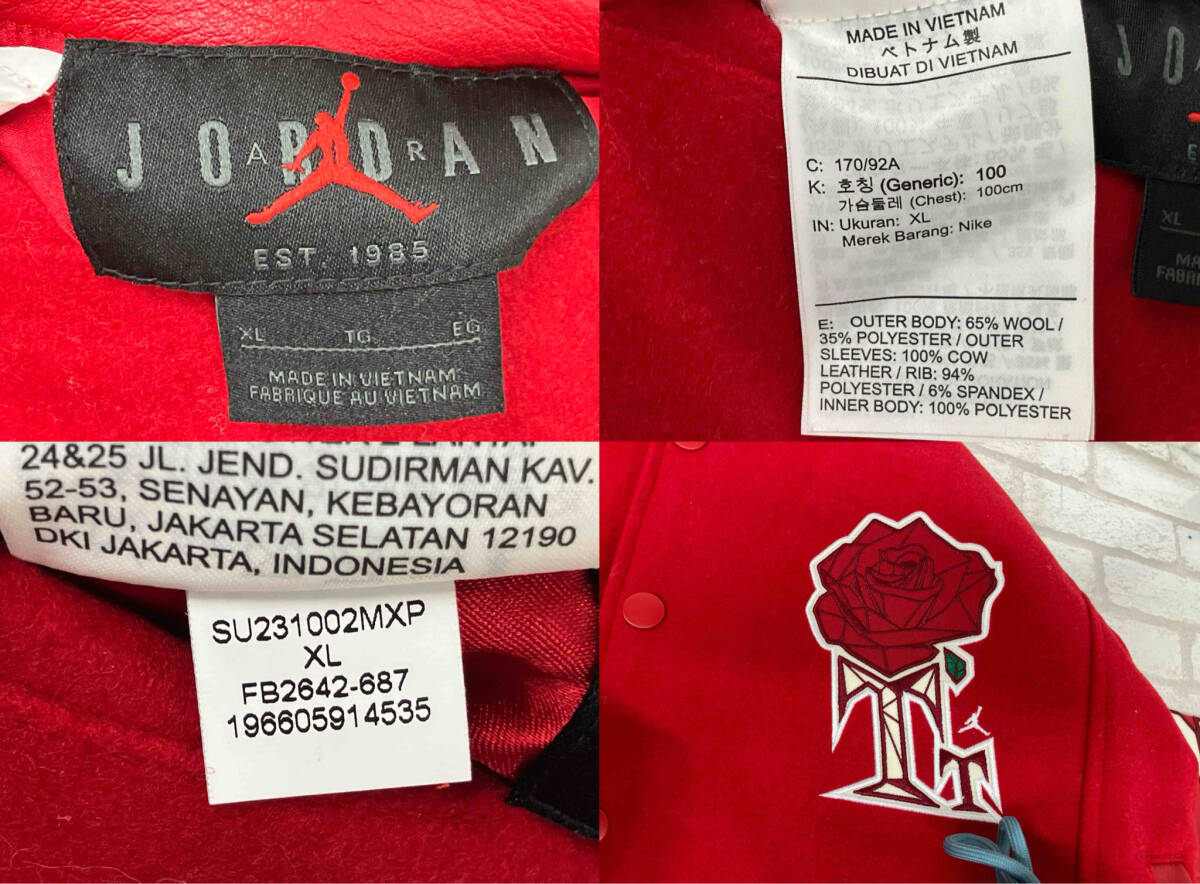 JORDAN
AIR
EST. 1985
XL TG EG
MADE IN VIETNAM
FABRIQUE AU VIETNAM
MADE IN VIETNAM
ベトナム製
DIBUAT DI VIETNAM
C: 170/92A
K: 호칭 (Generic): 100
가슴둘레 (Chest): 100cm
IN: Ukuran: XL
Merek Barang: Nike
E: OUTER BODY: 65% WOOL /
35% POLYESTER / OUTER
SLEEVES: 100% COW
LEATHER / RIB: 94%
POLYESTER / 6% SPANDEX /
INNER BODY: 100% POLYESTER
JO
XL
MA
FABRI
24&25 JL. JEND. SUDIRMAN KAV.
52-53, SENAYAN, KEBAYORAN
BARU, JAKARTA SELATAN 12190
DKI JAKARTA, INDONESIA
SU231002MXP
XL
FB2642-687
196605914535